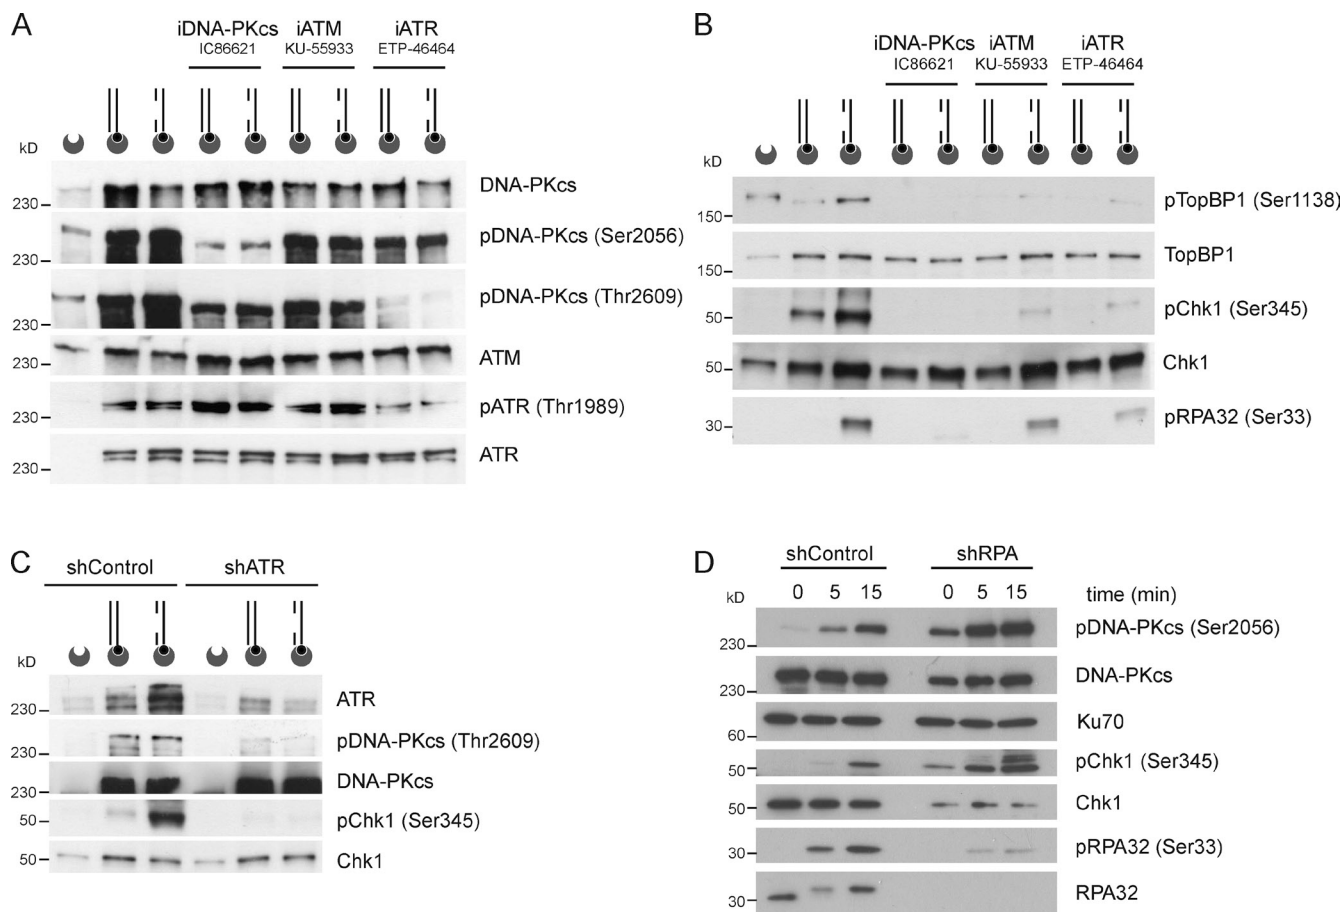 A
iDNA-PKcs iATM iATR
IC86621 KU-55933 ETP-46464
kD
DNA-PKcs
230
pDNA-PKcs (Ser2056)
230
pDNA-PKcs (Thr2609)
230
ATM
230
pATR (Thr1989)
ATR
230
B
iDNA-PKcs iATM iATR
IC86621 KU-55933 ETP-46464
kD
pTopBP1 (Ser1138)
150
TopBP1
150
pChk1 (Ser345)
50
Chk1
50
pRPA32 (Ser33)
30
C
shControl shATR
kD
ATR
230
pDNA-PKcs (Thr2609)
230
DNA-PKcs
230
pChk1 (Ser345)
50
Chk1
50
D
shControl shRPA
kD 0 5 15 0 5 15 time (min)
pDNA-PKcs (Ser2056)
230
DNA-PKcs
230
Ku70
60
pChk1 (Ser345)
50
Chk1
50
pRPA32 (Ser33)
30
RPA32
30